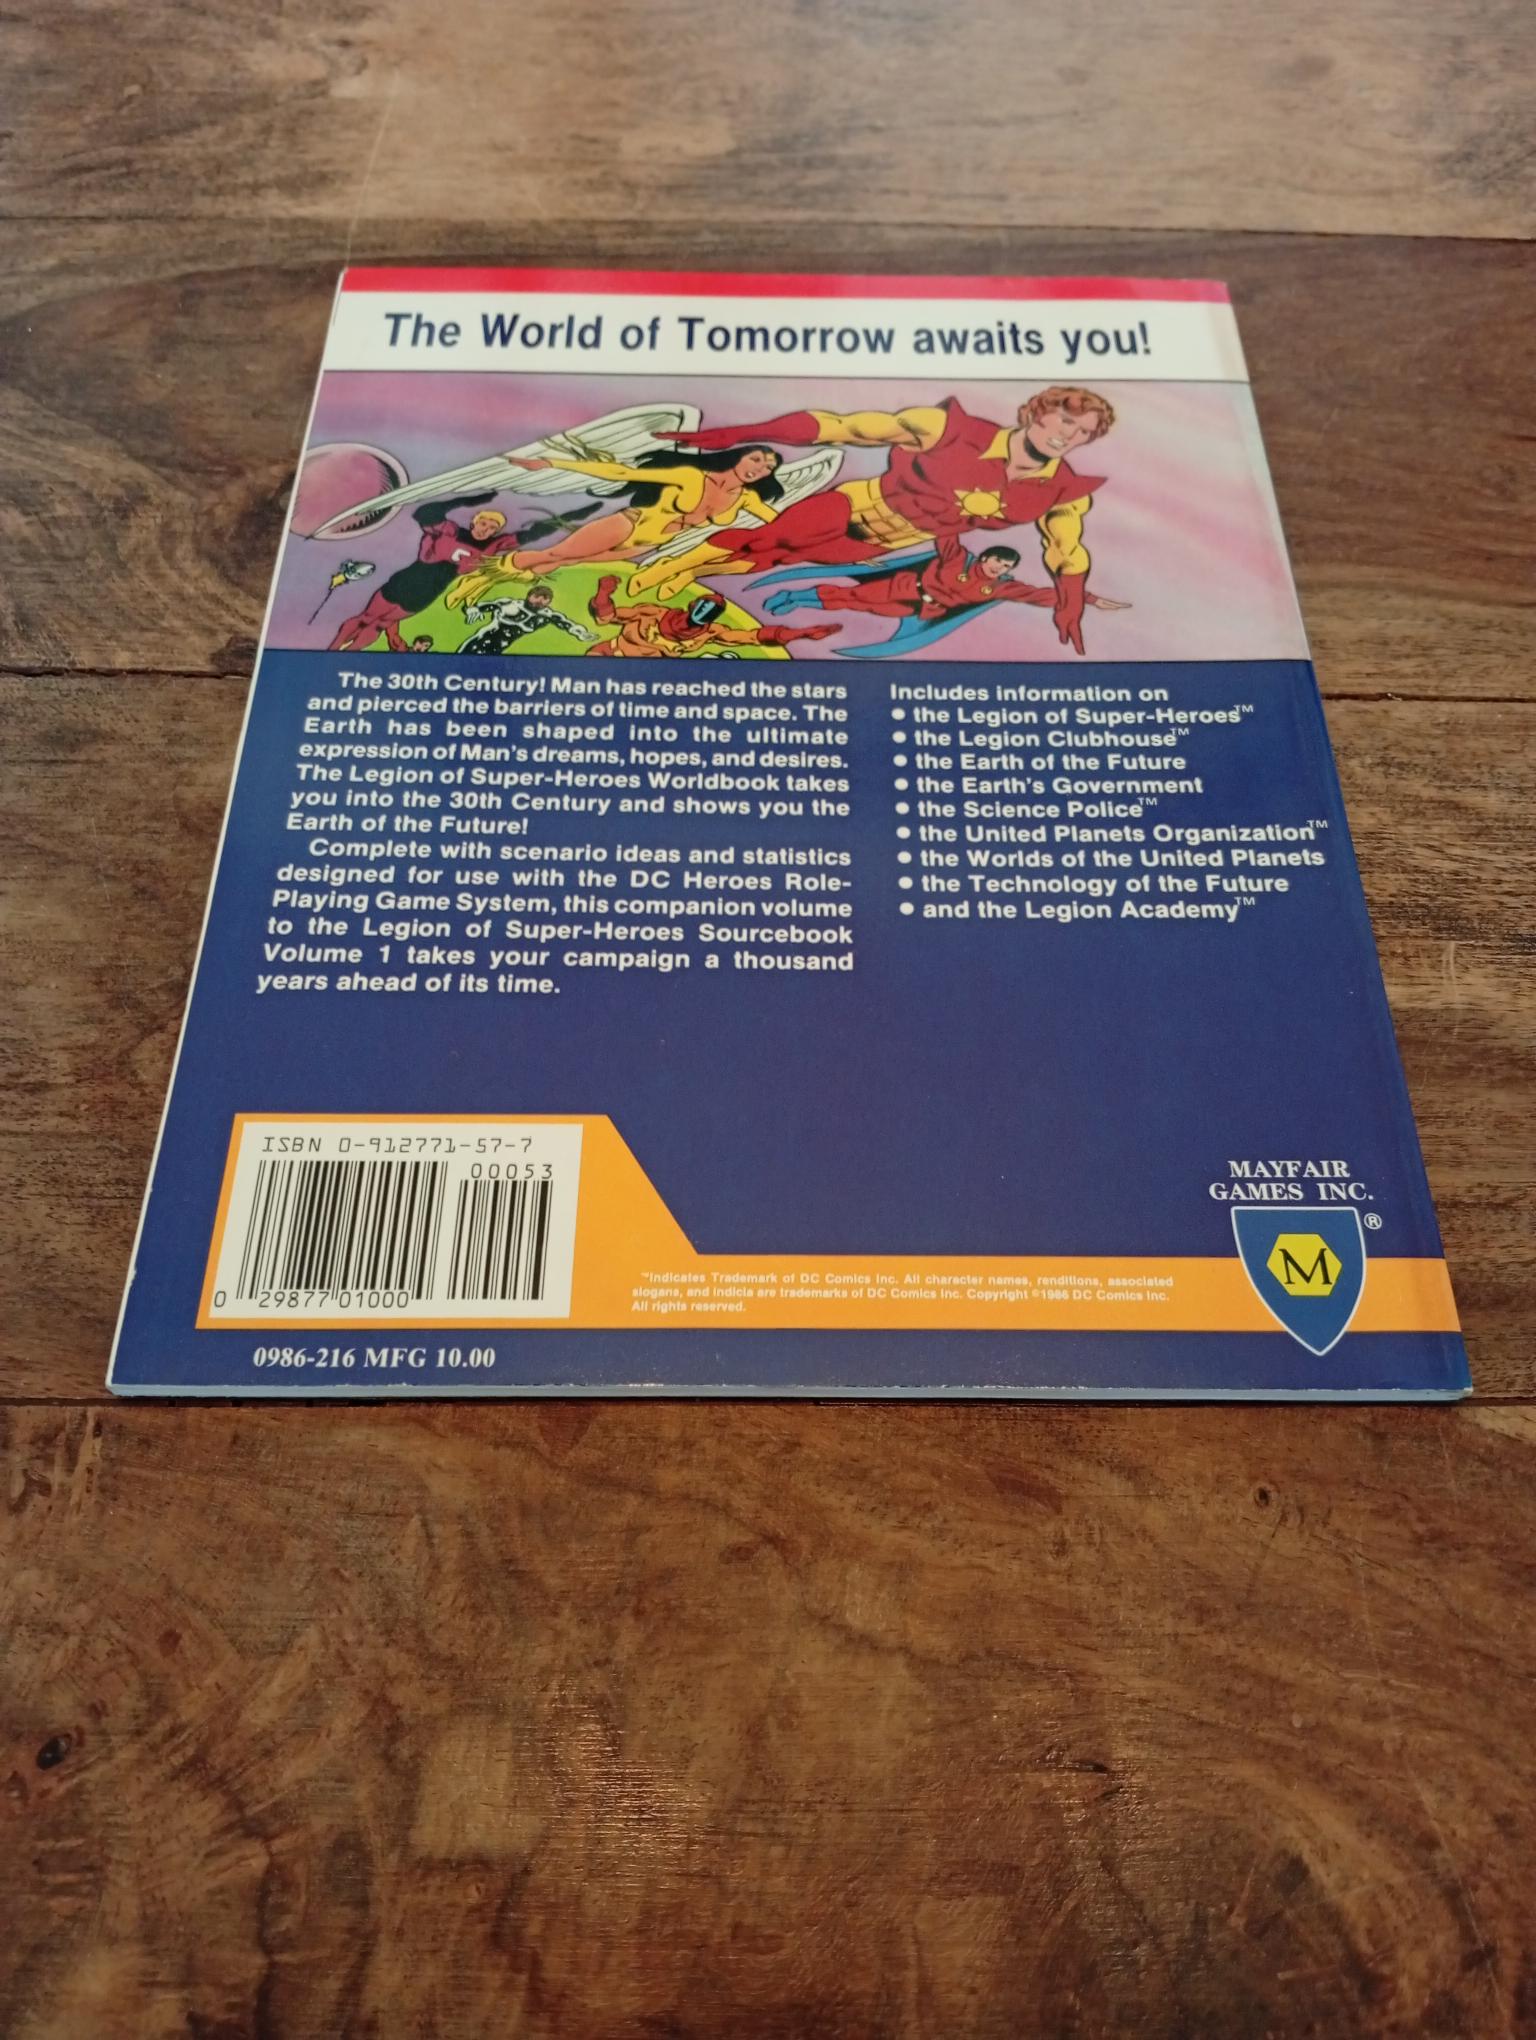 The World of Tomorrow awaits you!
The 30th Century! Man has reached the stars
and pierced the barriers of time and space. The
Earth has been shaped into the ultimate
expression of Man's dreams, hopes, and desires.
The Legion of Super-Heroes Worldbook takes
you into the 30th Century and shows you the
Earth of the Future!
Complete with scenario ideas and statistics
designed for use with the DC Heroes Role-
Playing Game System, this companion volume
to the Legion of Super-Heroes Sourcebook
Volume 1 takes your campaign a thousand
years ahead of its time.
Includes information on
• the Legion of Super-Heroes™
• the Legion Clubhouse™
• the Earth of the Future
• the Earth's Government
• the Science Police™
• the United Planets Organization™
• the Worlds of the United Planets
• the Technology of the Future
• and the Legion Academy™
ISBN 0-912771-57-7
00053
0 29877 01000
MAYFAIR
GAMES INC.
®
M
™Indicates Trademark of DC Comics Inc. All character names, renditions, associated
slogans, and indicia are trademarks of DC Comics Inc. Copyright ©1986 DC Comics Inc.
All rights reserved.
0986-216 MFG 10.00